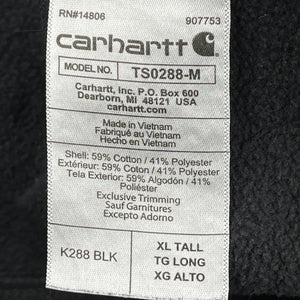 RN#14806 907753
carhartt
MODEL NO. TS0288-M
Carhartt, Inc. P.O. Box 600
Dearborn, MI 48121 USA
carhartt.com
Made in Vietnam
Fabriqué au Vietnam
Hecho en Vietnam
Shell: 59% Cotton / 41% Polyester
Extérieur: 59% Coton / 41% Polyester
Tela Exterior: 59% Algodón / 41% Poliester
Exclusive Trimming
Sauf Garnitures
Excepto Adorno
K288 BLK
XL TALL
TG LONG
XG ALTO